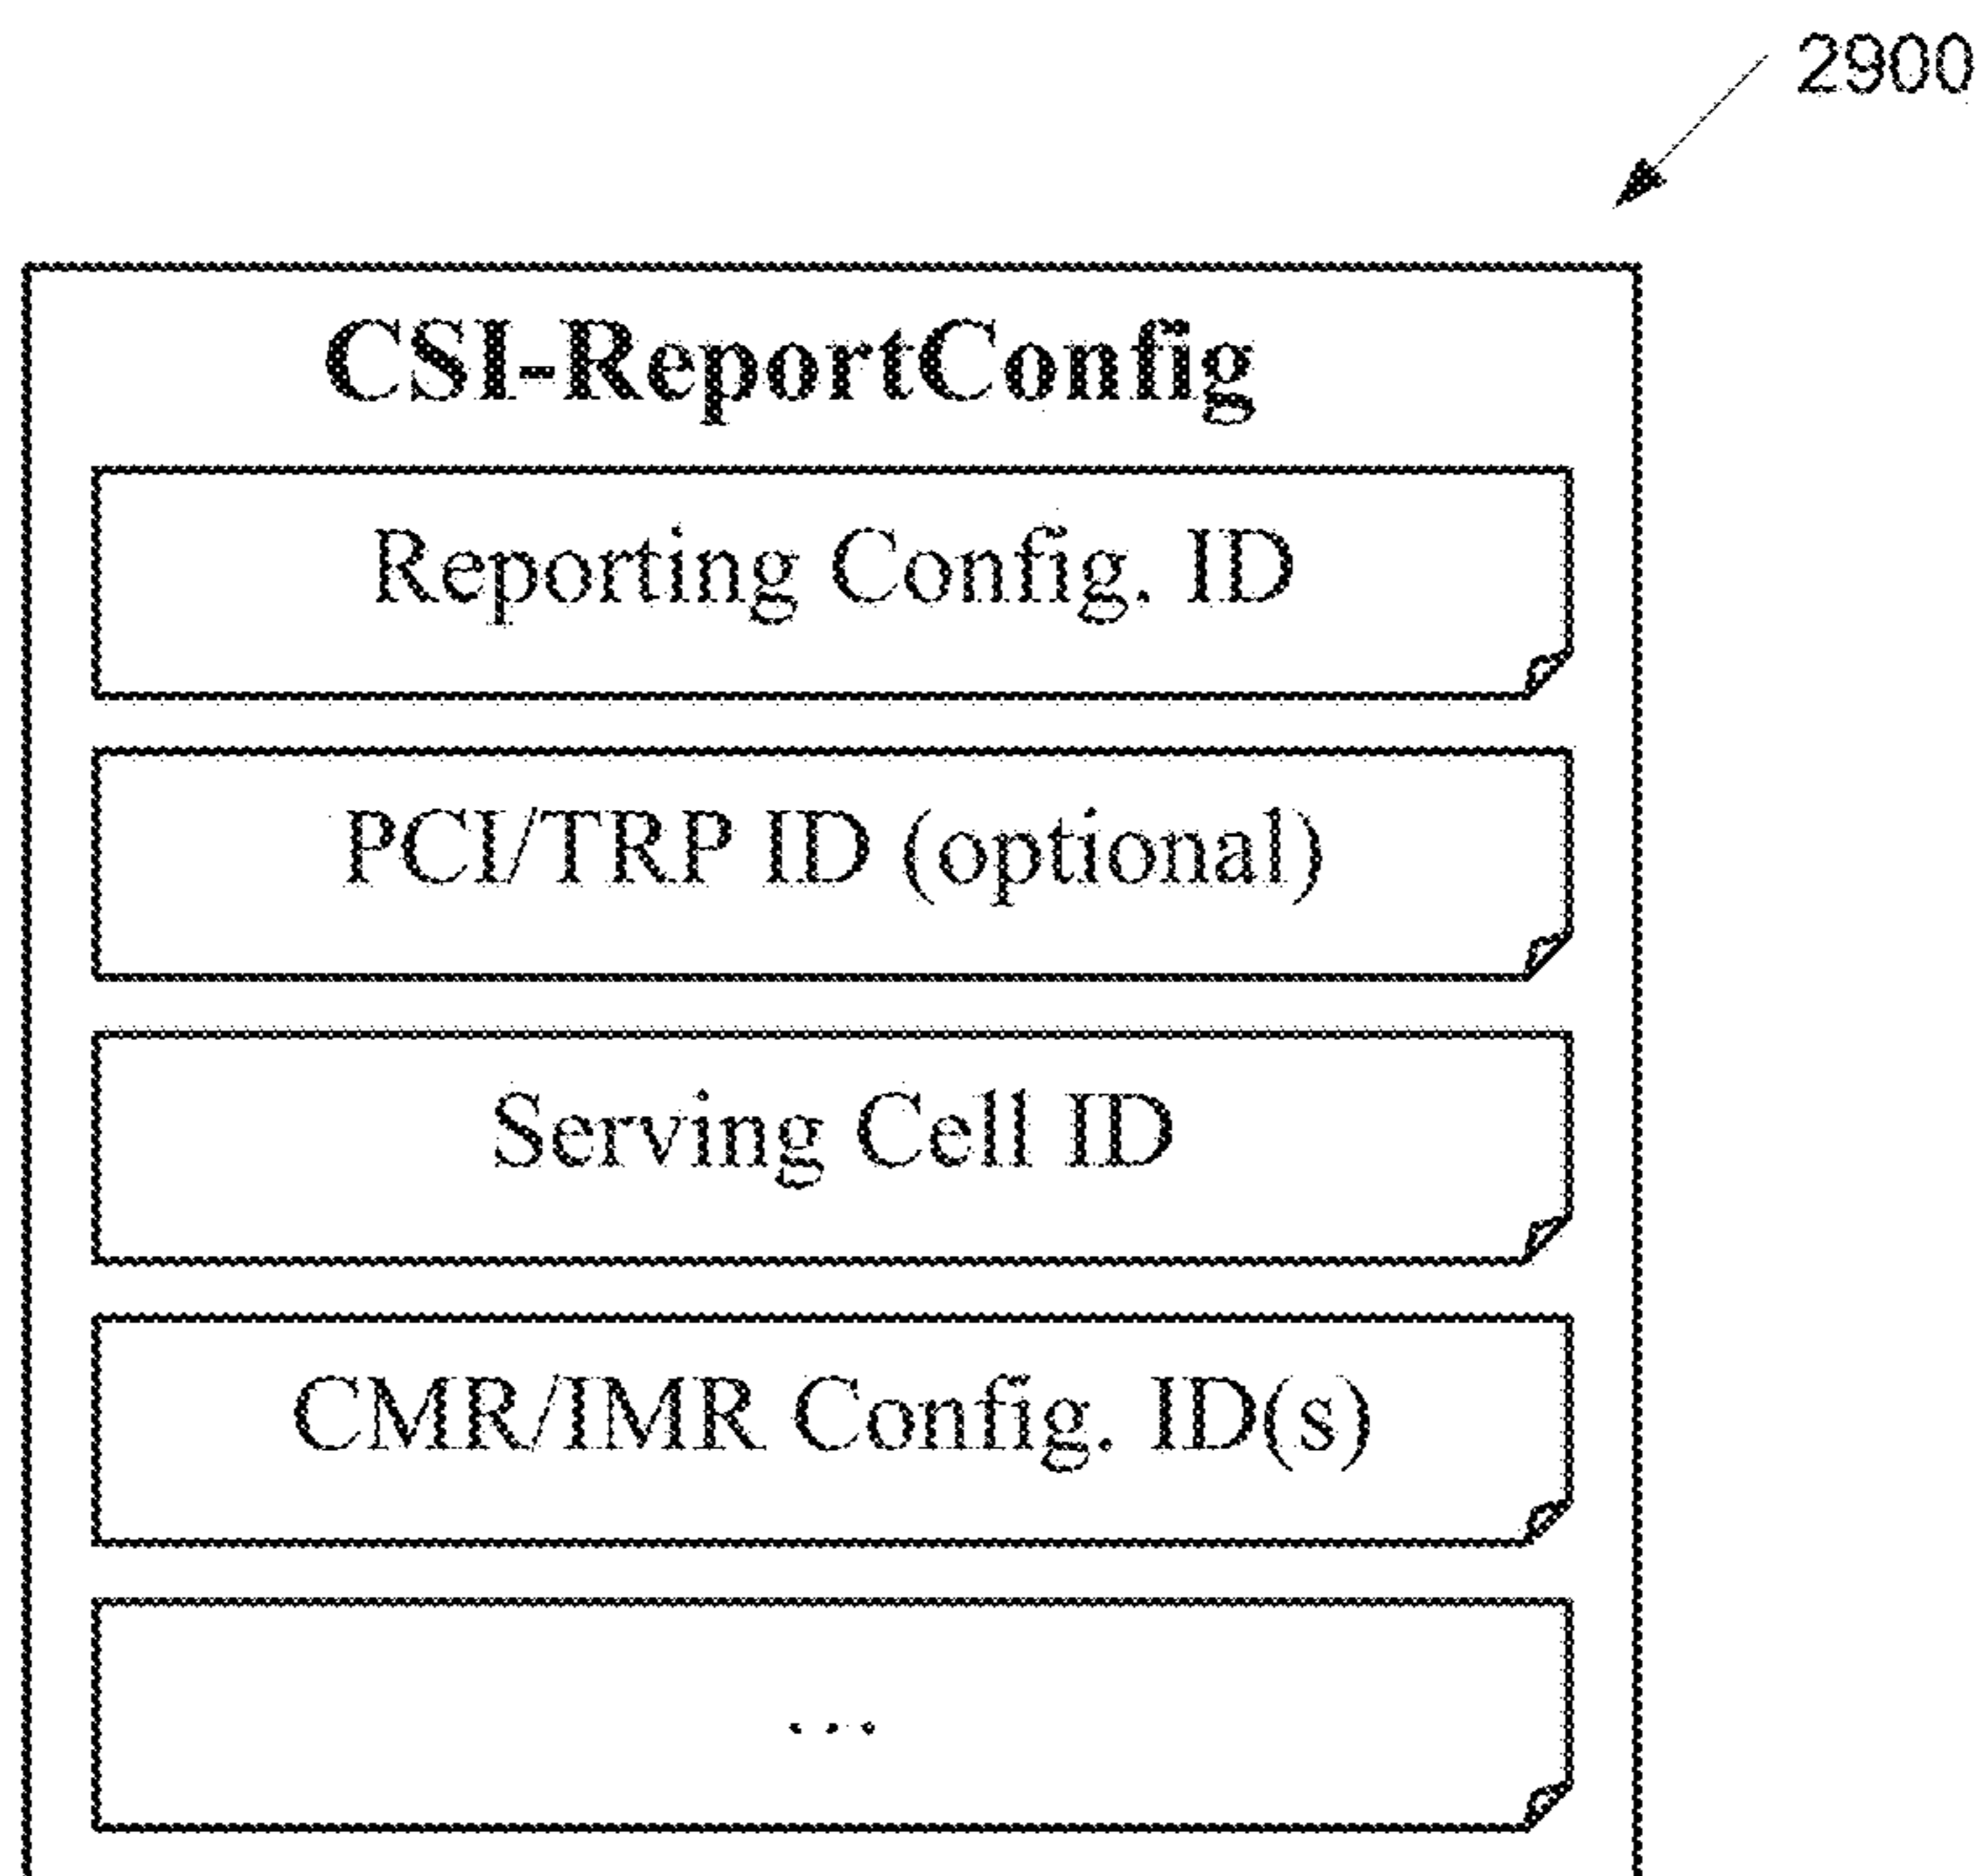 2900
CSI-ReportConfig
Reporting Config. ID
PCI/TRP ID (optional)
Serving Cell ID
CMR/IMR Config. ID(s)
...